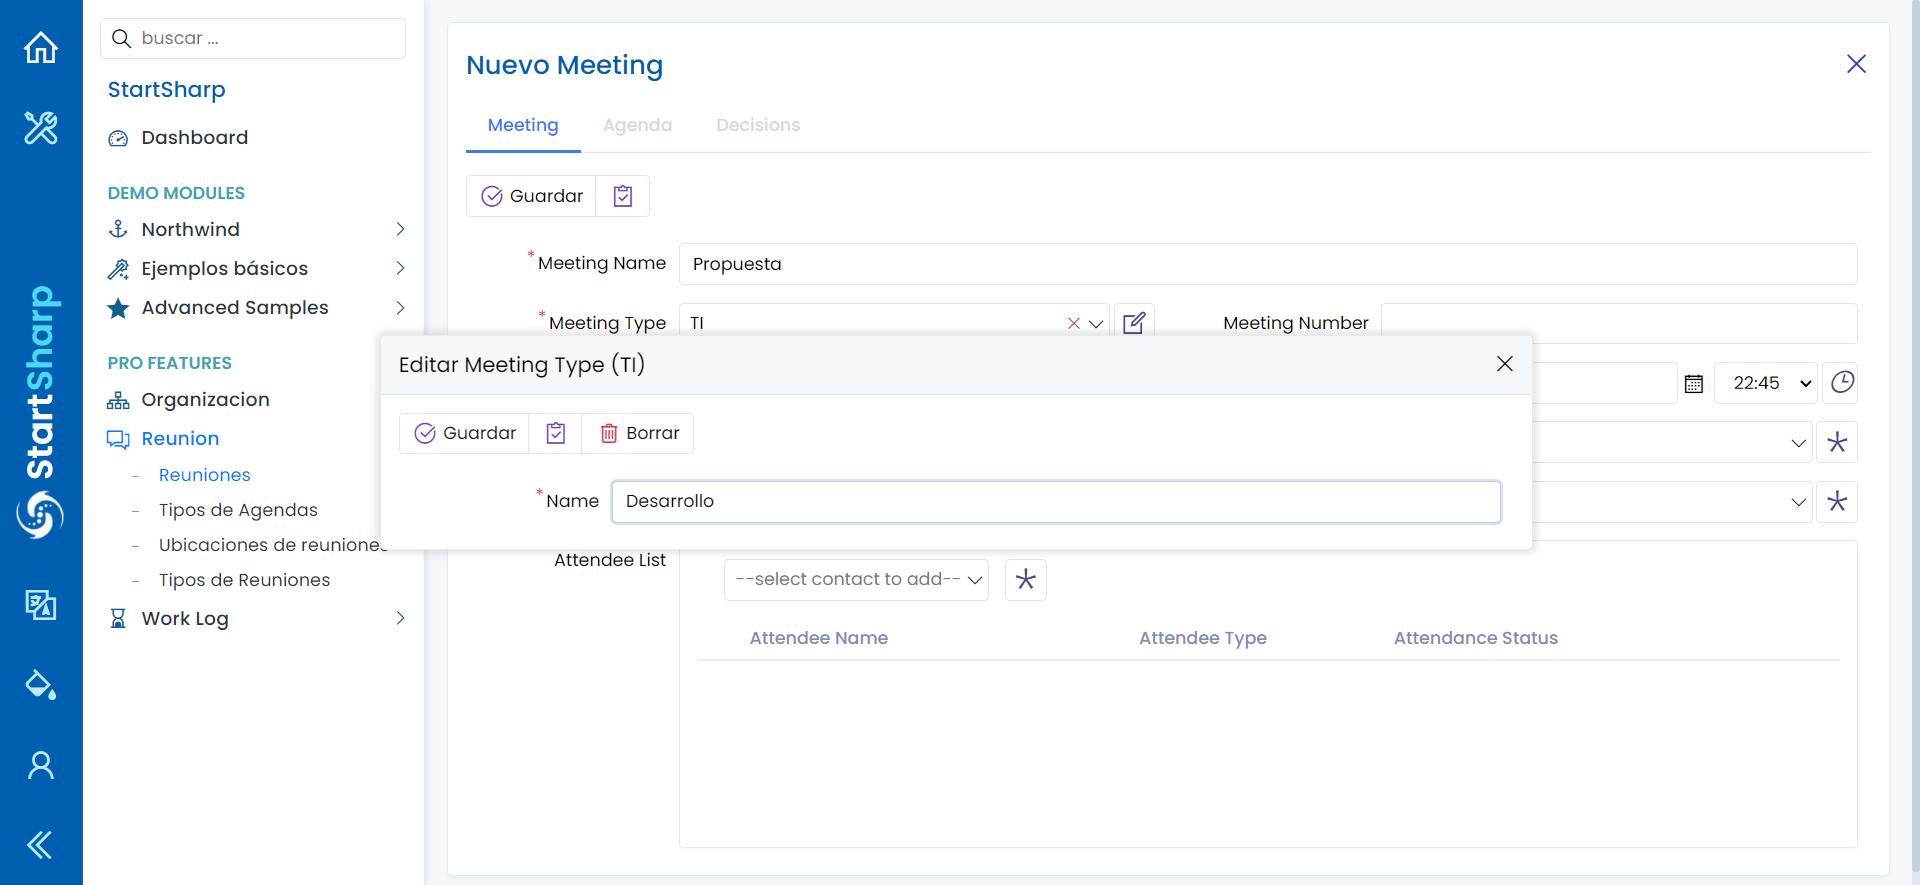 buscar ...
StartSharp
Dashboard
DEMO MODULES
Northwind
Ejemplos básicos
Advanced Samples
PRO FEATURES
Organizacion
Reunion
Reuniones
Tipos de Agendas
Ubicaciones de reuniones
Tipos de Reuniones
Work Log
StartSharp
Nuevo Meeting
Meeting Agenda Decisions
Guardar
* Meeting Name Propuesta
* Meeting Type TI Meeting Number
22:45
Editar Meeting Type (TI)
Guardar Borrar
* Name Desarrollo
Attendee List
--select contact to add--
Attendee Name Attendee Type Attendance Status